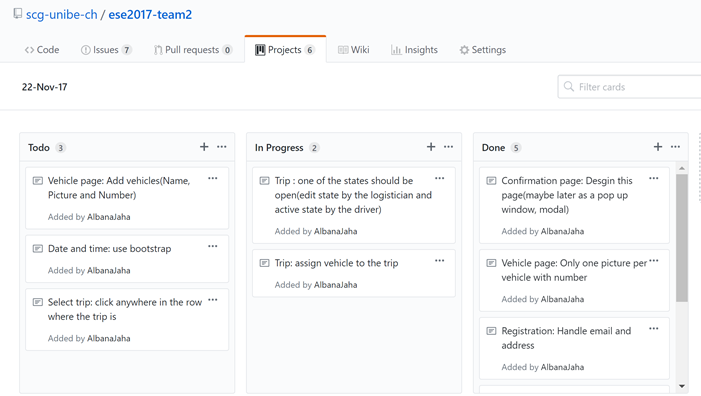 scg-unibe-ch / ese2017-team2
Code
Issues 7
Pull requests 0
Projects 6
Wiki
Insights
Settings
22-Nov-17
Filter cards
Todo 3
Vehicle page: Add vehicles(Name,
Picture and Number)
Added by AlbanaJaha
Date and time: use bootstrap
Added by AlbanaJaha
Select trip: click anywhere in the row
where the trip is
Added by AlbanaJaha
In Progress 2
Trip : one of the states should be
open(edit state by the logistician and
active state by the driver)
Added by AlbanaJaha
Trip: assign vehicle to the trip
Added by AlbanaJaha
Done 5
Confirmation page: Desgin this
page(maybe later as a pop up
window, modal)
Added by AlbanaJaha
Vehicle page: Only one picture per
vehicle with number
Added by AlbanaJaha
Registration: Handle email and
address
Added by AlbanaJaha